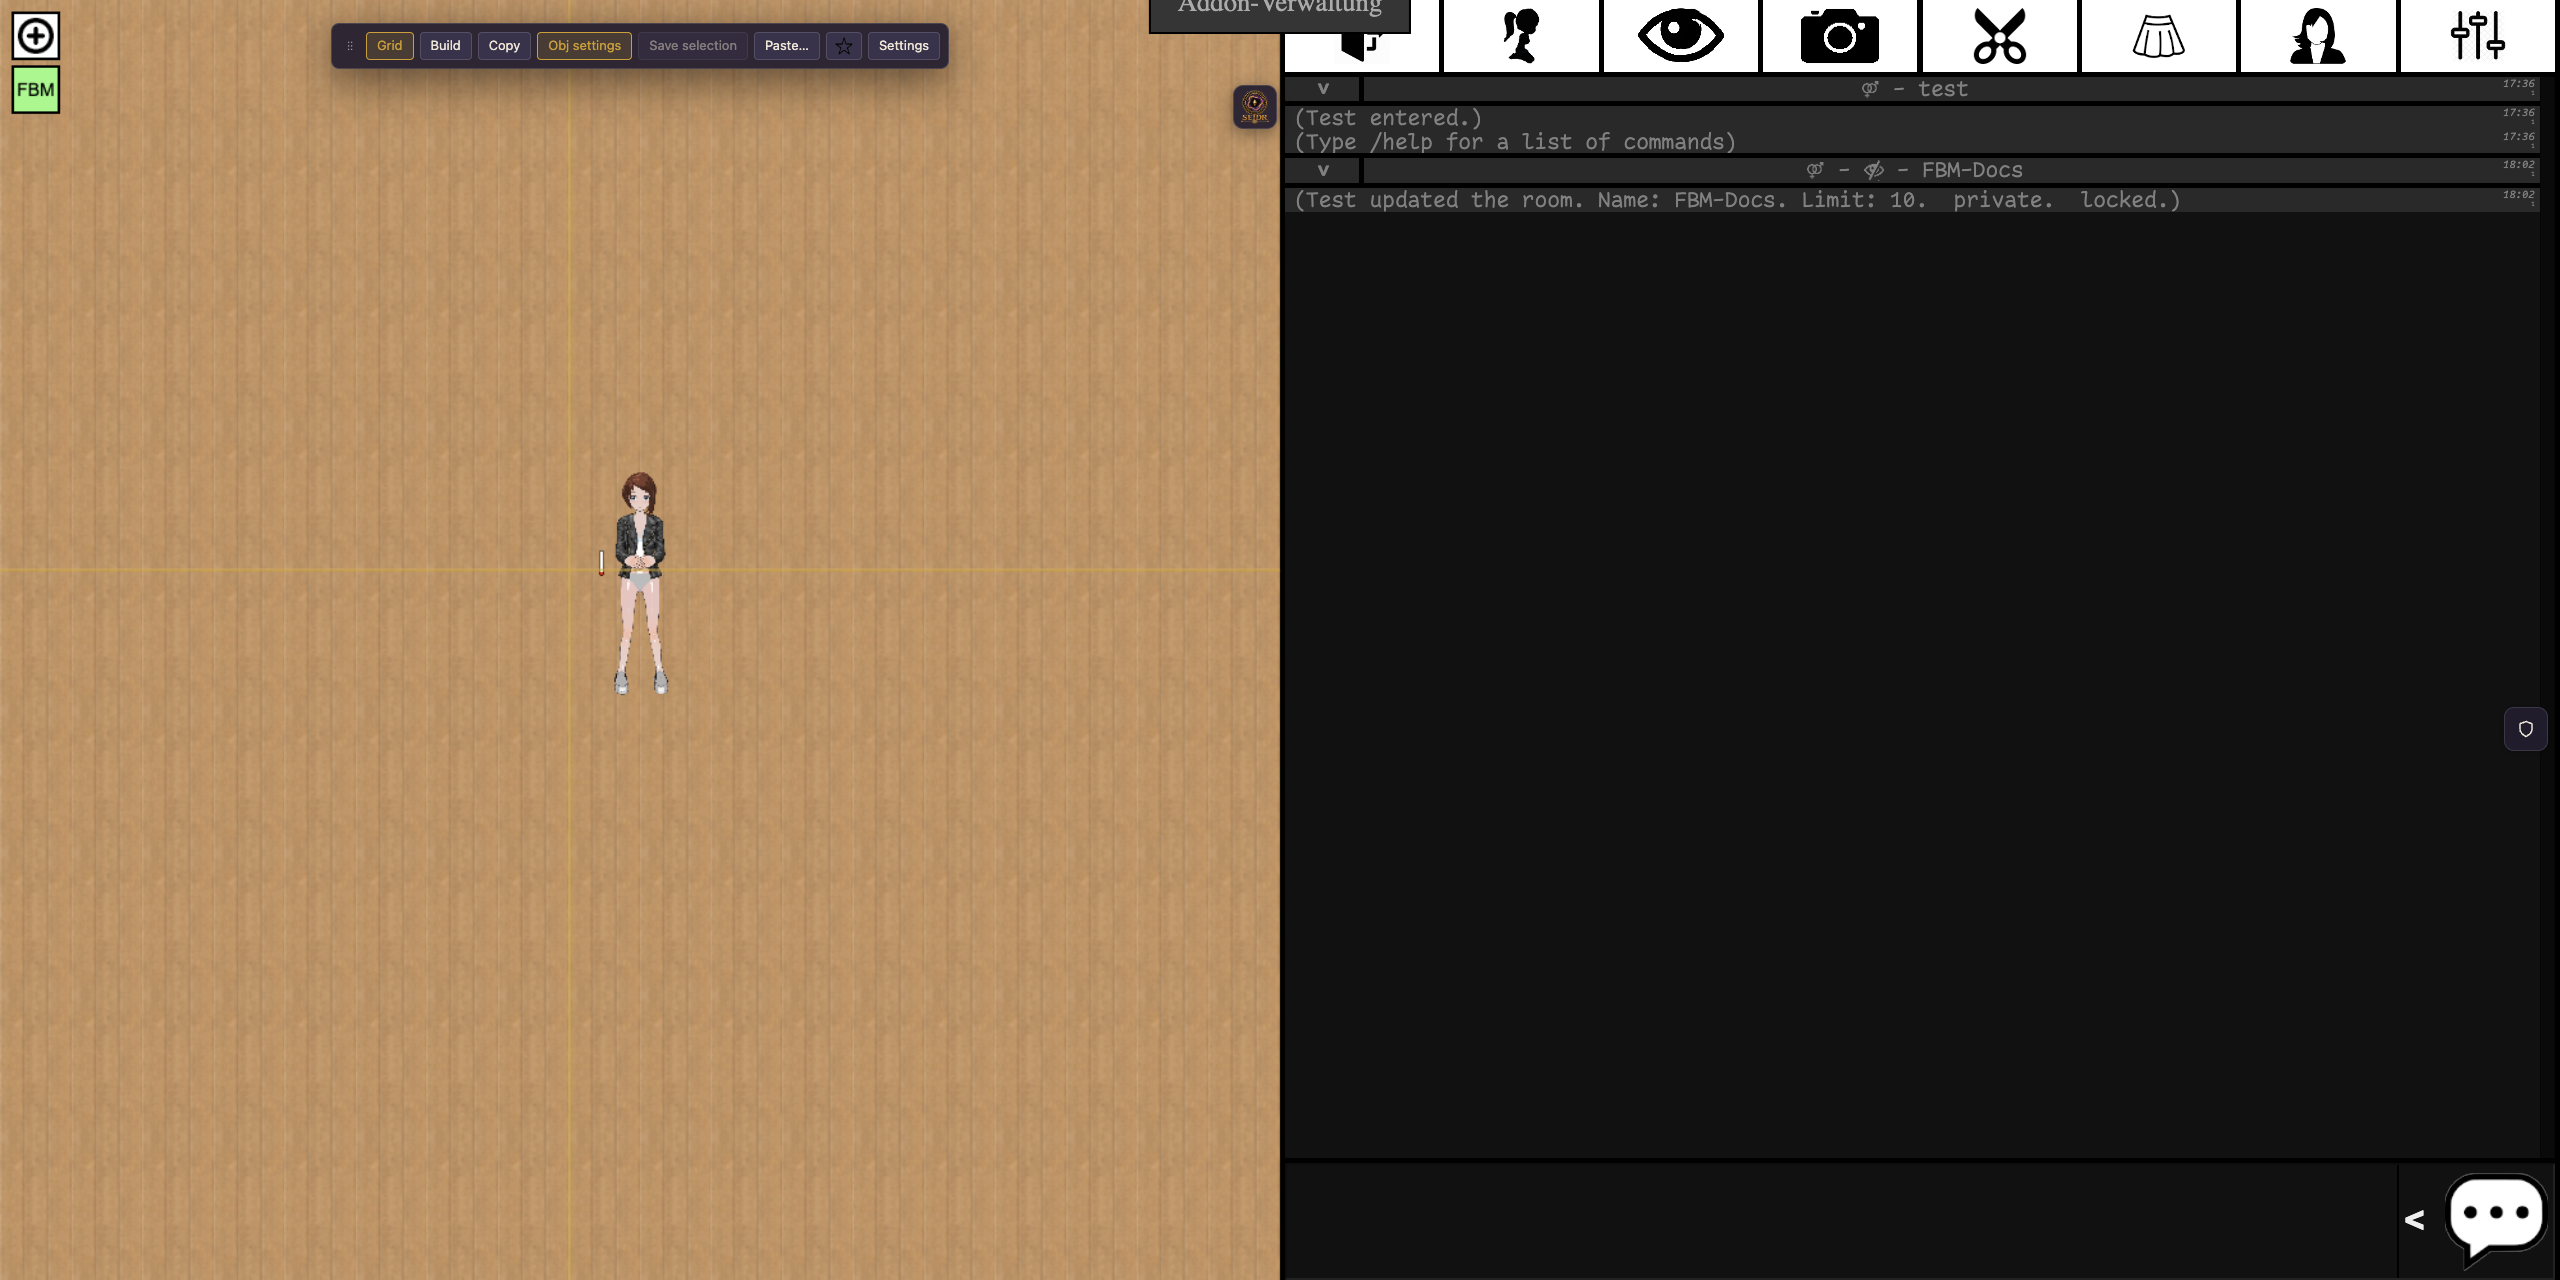 Addon-Verwaltung
Grid Build Copy Obj settings Save selection Paste... Settings
FBM
SEIDR
v ⚤ - test 17:36
(Test entered.) 17:36
(Type /help for a list of commands) 17:36
v ⚤ - - FBM-Docs 18:02
(Test updated the room. Name: FBM-Docs. Limit: 10. private. locked.) 18:02
<